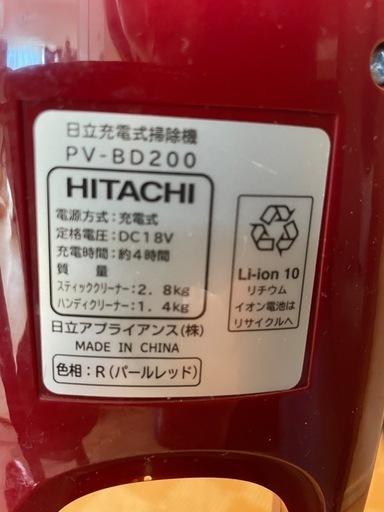 日立充電式掃除機
PV-BD200
HITACHI
電源方式：充電式
定格電圧：DC18V
充電時間：約4時間
質　　量
スティッククリーナー：2.8kg
ハンディクリーナー：1.4kg
日立アプライアンス(株)
MADE IN CHINA
色相：R(パールレッド)
Li-ion 10
リチウム
イオン電池は
リサイクルへ